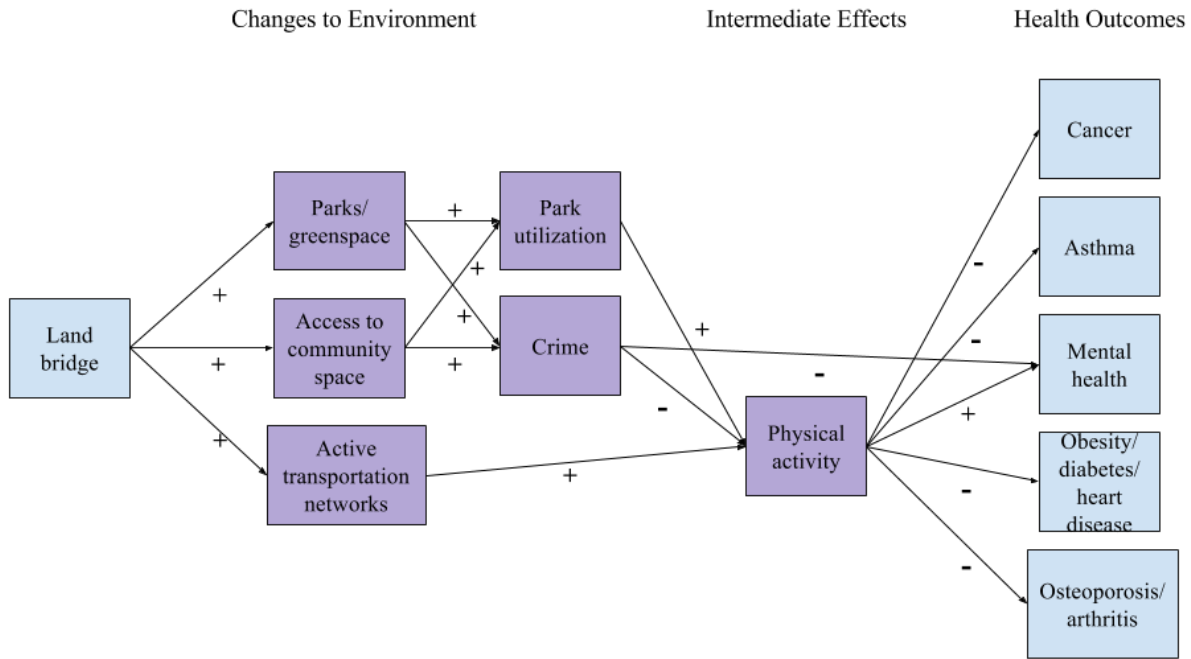 Changes to Environment
Intermediate Effects
Health Outcomes
Cancer
Parks/
greenspace
+
Park
utilization
Asthma
-
+
+
Land
bridge
+
Access to
community
space
+
+
Crime
+
-
-
Mental
health
+
-
+
Active
transportation
networks
+
Physical
activity
-
Obesity/
diabetes/
heart
disease
-
Osteoporosis/
arthritis